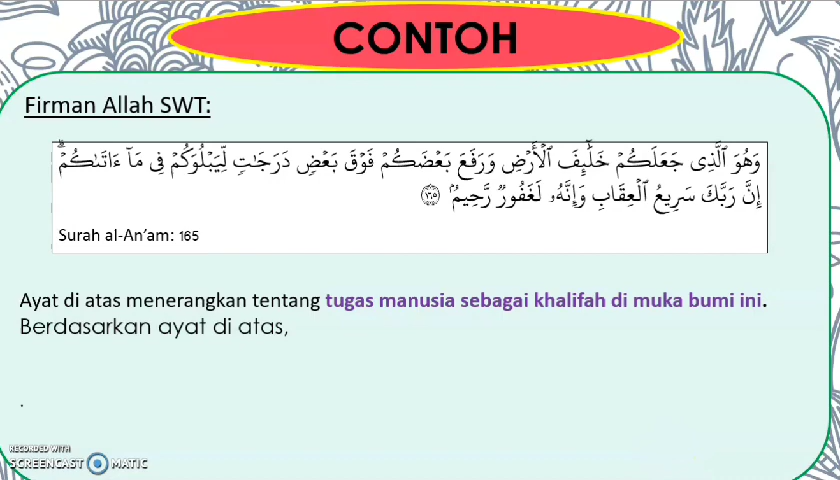 CONTOH
Firman Allah SWT:
وَهُوَ ٱلَّذِى جَعَلَكُمْ خَلَٰٓئِفَ ٱلْأَرْضِ وَرَفَعَ بَعْضَكُمْ فَوْقَ بَعْضٍ دَرَجَٰتٍ لِّيَبْلُوَكُمْ فِى مَآ ءَاتَىٰكُمْ ۗ
إِنَّ رَبَّكَ سَرِيعُ ٱلْعِقَابِ وَإِنَّهُۥ لَغَفُورٌ رَّحِيمٌۢ ١٦٥
Surah al-An’am: 165
Ayat di atas menerangkan tentang tugas manusia sebagai khalifah di muka bumi ini.
Berdasarkan ayat di atas,
.
RECORDED WITH
SCREENCAST MATIC